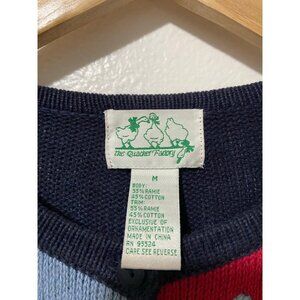 The Quacker Factory
M
BODY:
55% RAMIE
45% COTTON
TRIM:
55% RAMIE
45% COTTON
EXCLUSIVE OF
ORNAMENTATION
MADE IN CHINA
RN 93324
CARE SEE REVERSE